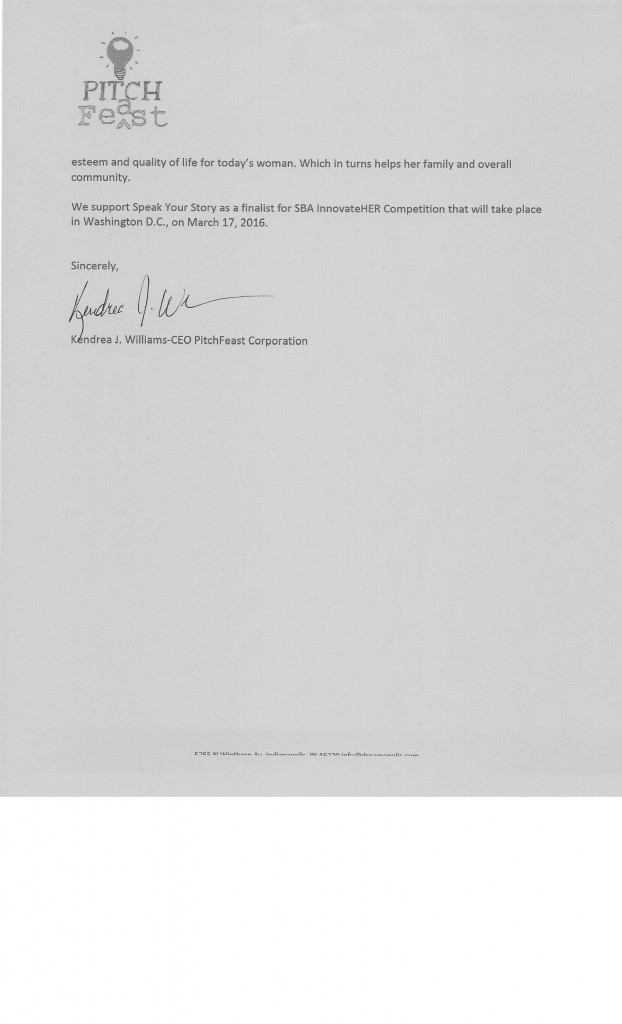 PITCH
Feast
esteem and quality of life for today's woman. Which in turns helps her family and overall
community.
We support Speak Your Story as a finalist for SBA InnovateHER Competition that will take place
in Washington D.C., on March 17, 2016.
Sincerely,
Kendrea J. Wi
Kendrea J. Williams-CEO PitchFeast Corporation
Indianapolis, IN